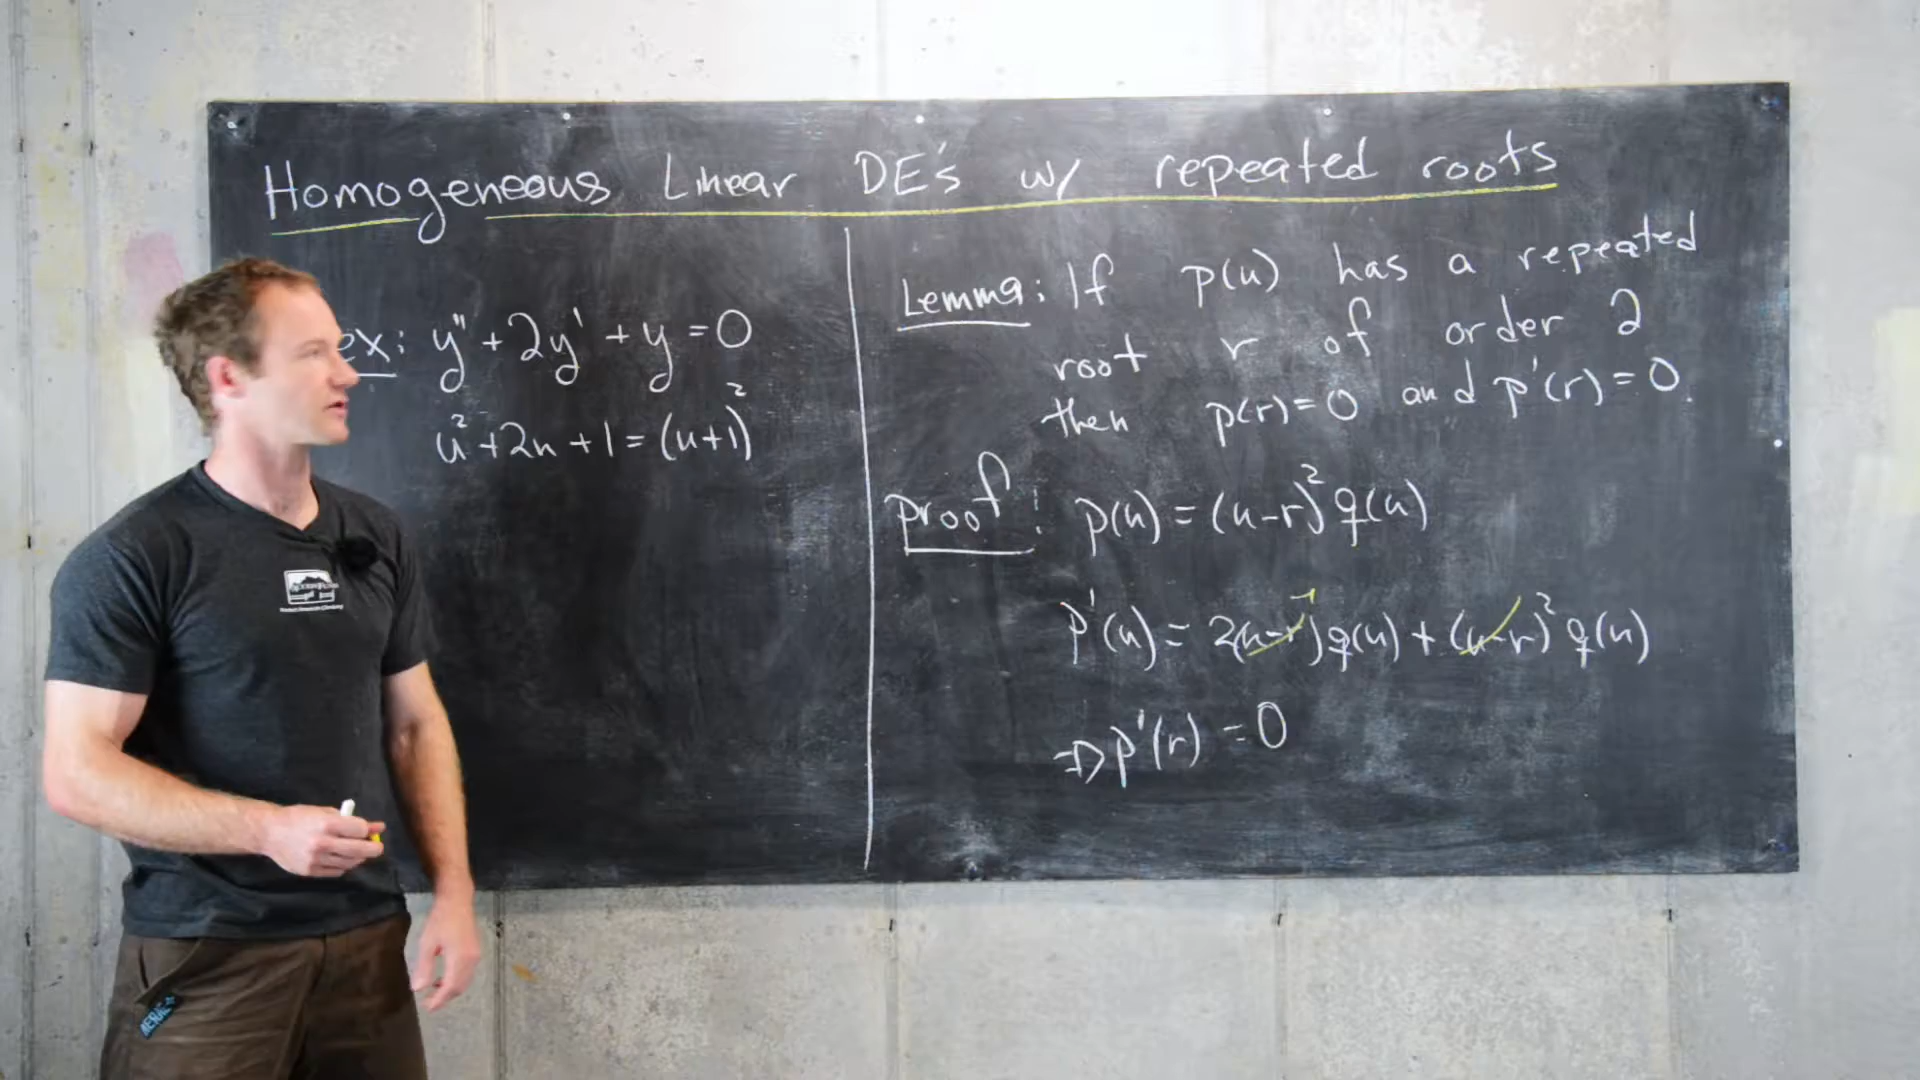 Homogeneous Linear DE's w/ repeated roots
ex: y'' + 2y' + y = 0
u² + 2u + 1 = (u+1)²
Lemma: If p(u) has a repeated
root r of order 2
then p(r) = 0 and p'(r) = 0.
Proof: p(u) = (u-r)² q(u)
p'(u) = 2(u-r) q(u) + (u-r)² q(u)
⇒ p'(r) = 0